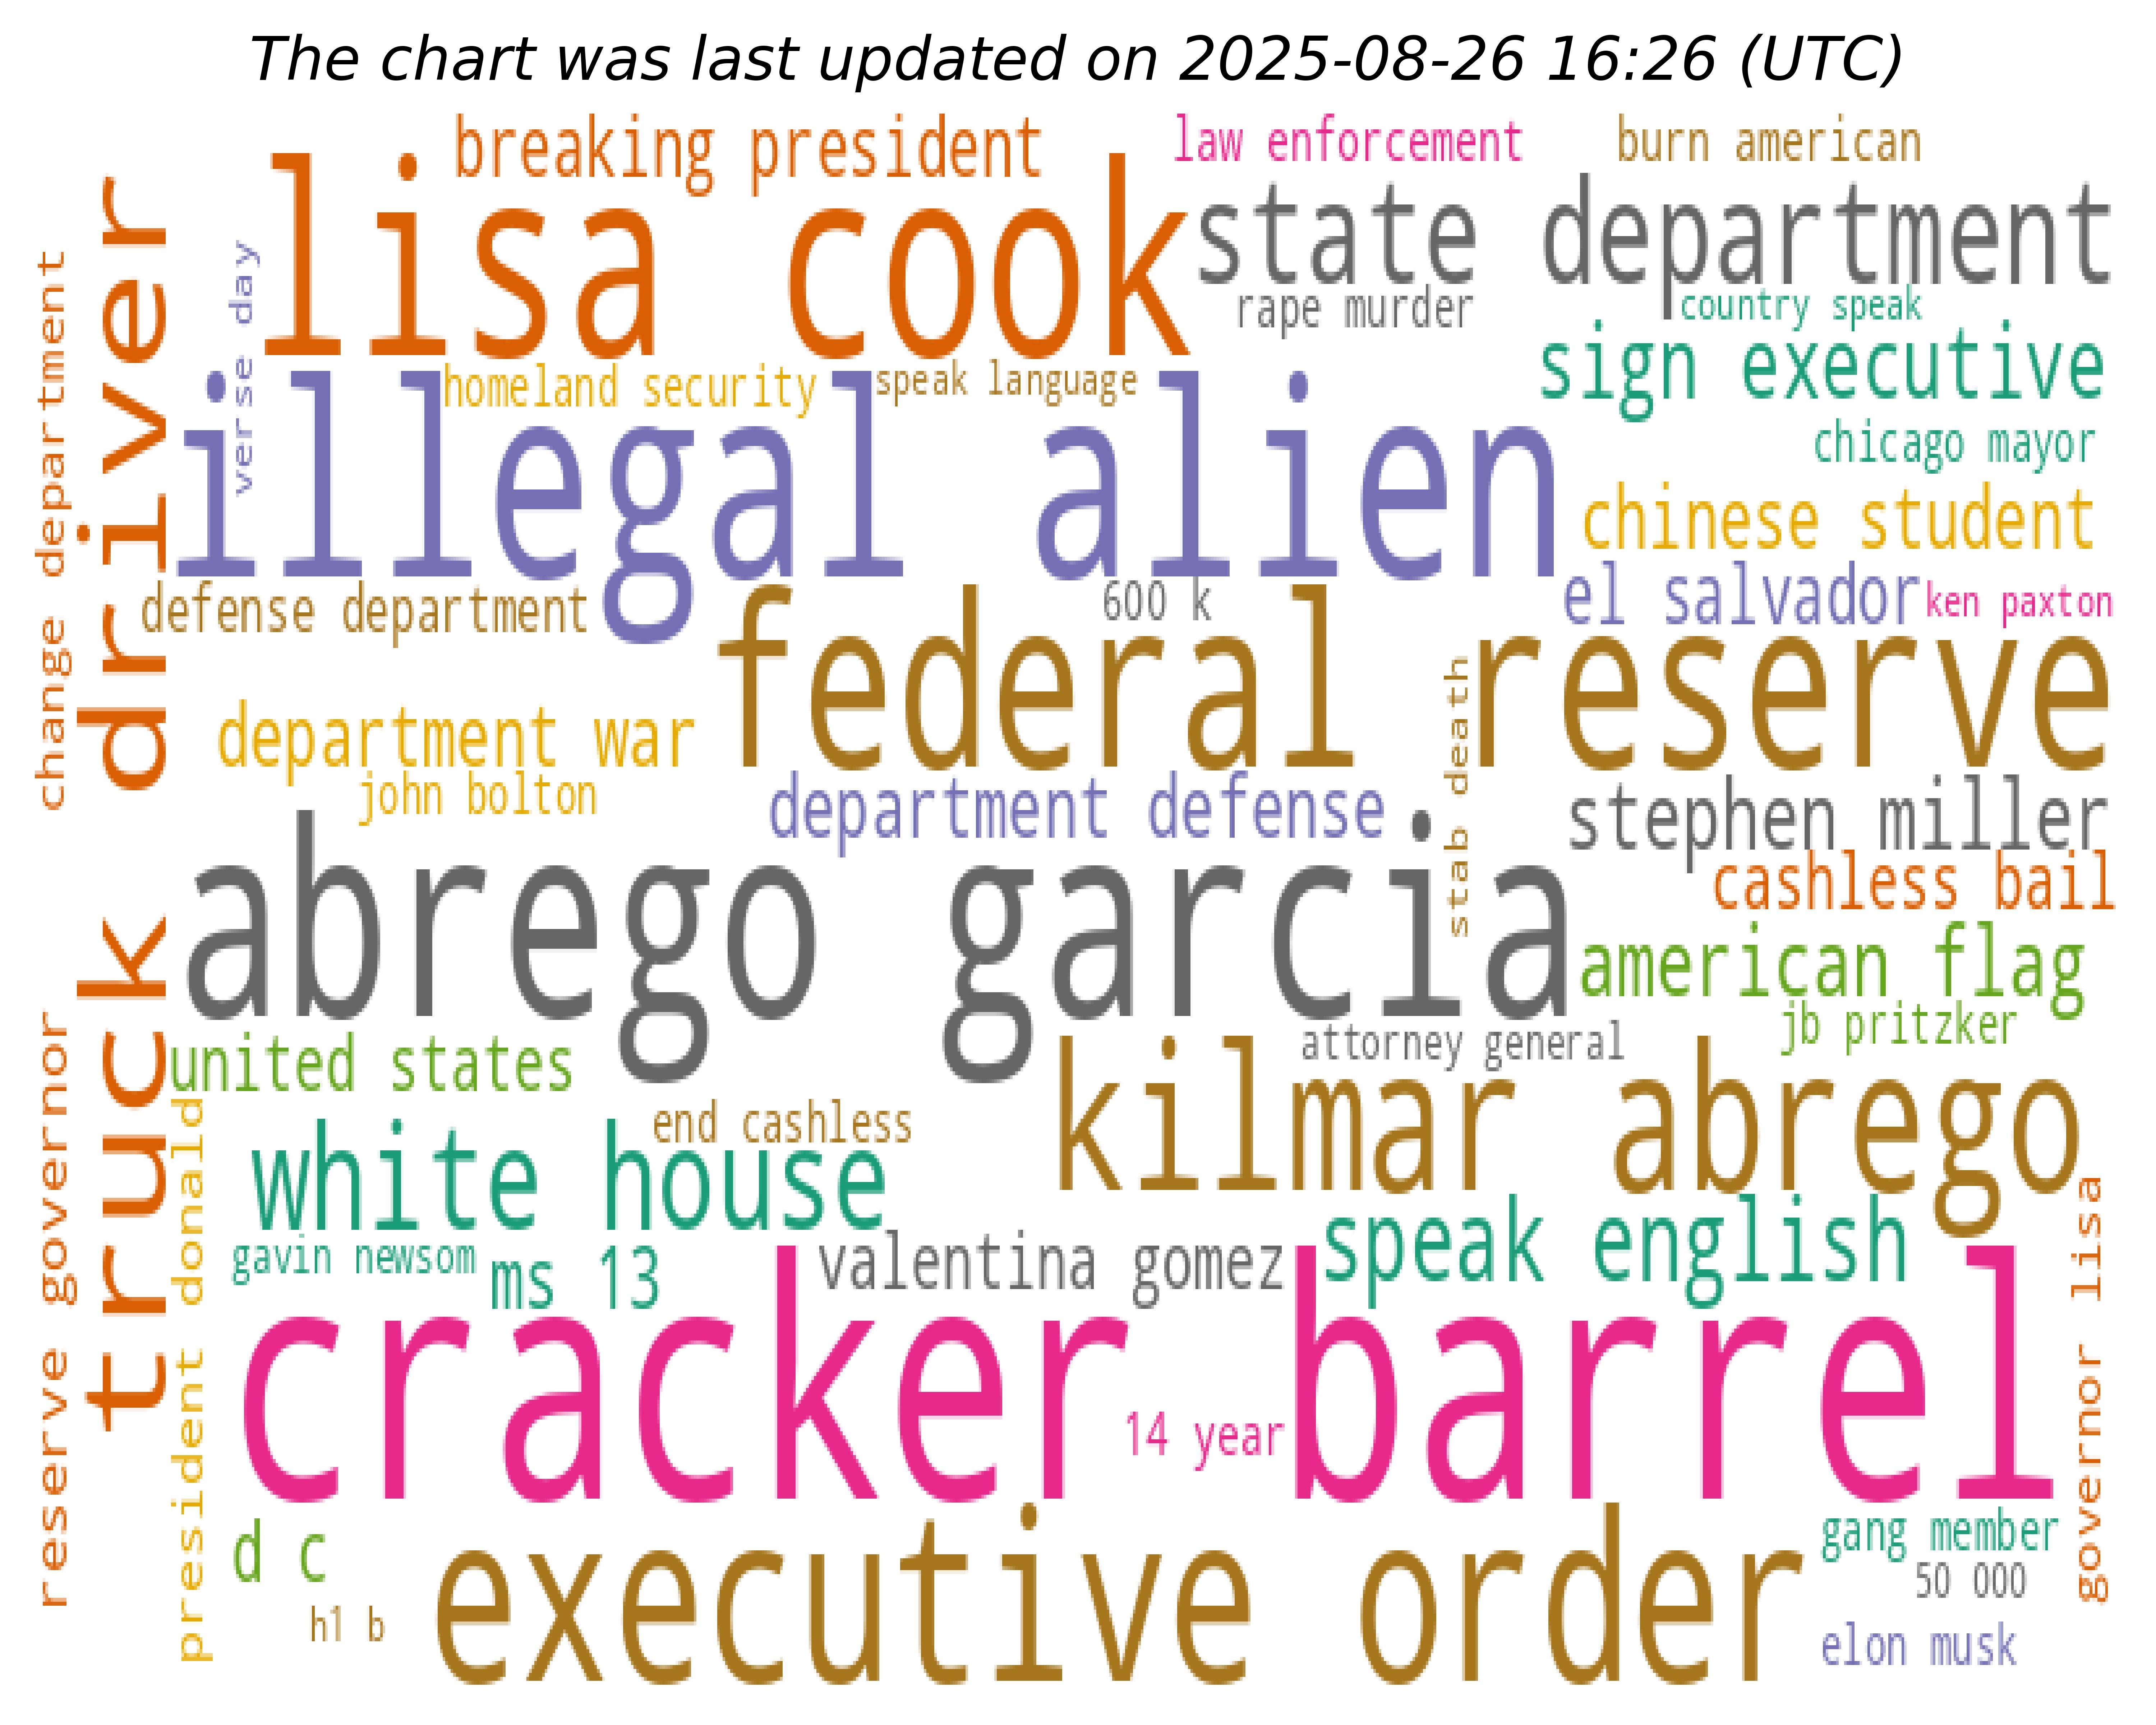 The chart was last updated on 2025-08-26 16:26 (UTC)
breaking president
law enforcement
burn american
lisa cook
state department
rape murder
country speak
verse day
truck driver
change department
homeland security
speak language
sign executive
illegal alien
chicago mayor
chinese student
defense department
600 k
el salvador
ken paxton
federal reserve
department war
john bolton
department defense
stab death
stephen miller
cashless bail
abrego garcia
american flag
jb pritzker
united states
attorney general
kilmar abrego
end cashless
white house
reserve governor
president donald
gavin newsom
ms 13
valentina gomez
speak english
governor lisa
cracker barrel
14 year
d c
h1 b
executive order
gang member
50 000
elon musk